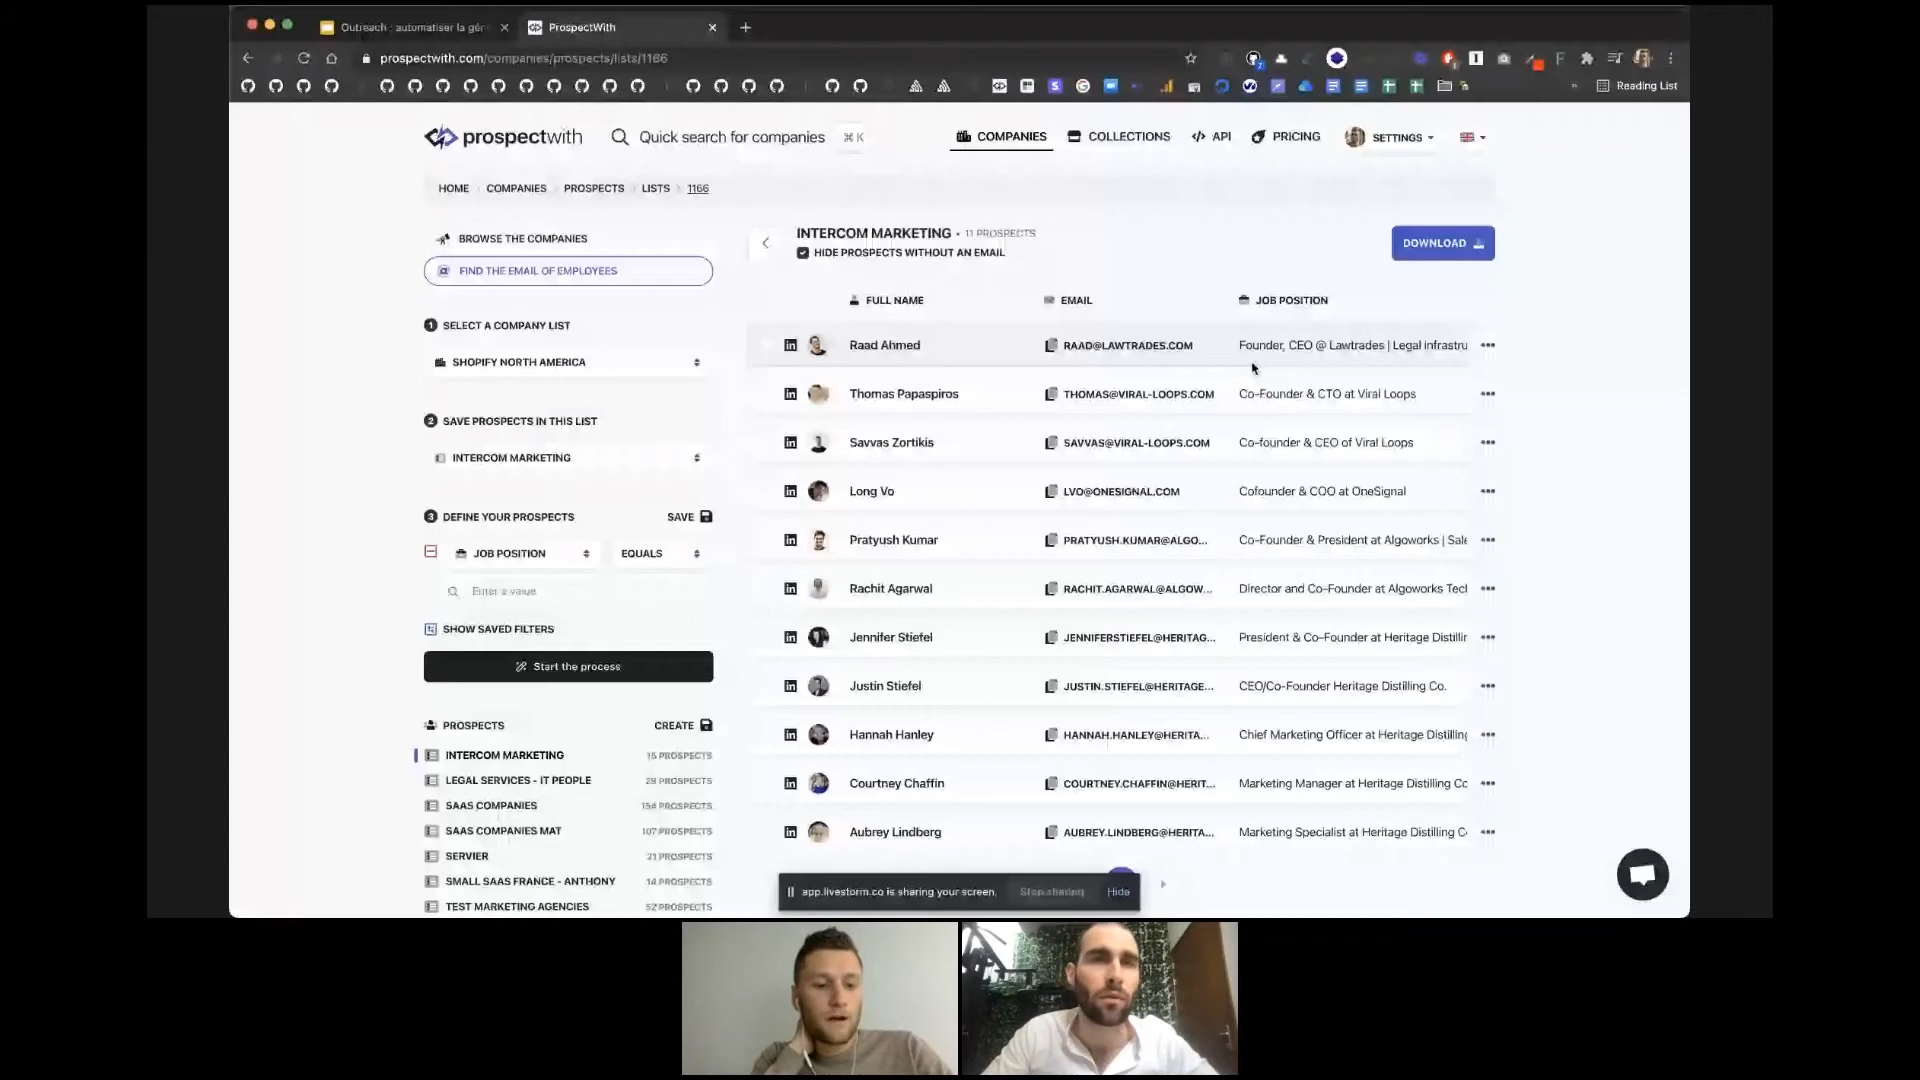 Outreach : automatiser la gén
ProspectWith
prospectwith.com/companies/prospects/lists/1166
Reading List
prospectwith
Quick search for companies
⌘ K
COMPANIES
COLLECTIONS
API
PRICING
SETTINGS
HOME
COMPANIES
PROSPECTS
LISTS
1166
BROWSE THE COMPANIES
FIND THE EMAIL OF EMPLOYEES
1 SELECT A COMPANY LIST
SHOPIFY NORTH AMERICA
2 SAVE PROSPECTS IN THIS LIST
INTERCOM MARKETING
3 DEFINE YOUR PROSPECTS
SAVE
JOB POSITION
EQUALS
Enter a value
SHOW SAVED FILTERS
Start the process
PROSPECTS
CREATE
INTERCOM MARKETING 15 PROSPECTS
LEGAL SERVICES - IT PEOPLE 28 PROSPECTS
SAAS COMPANIES 154 PROSPECTS
SAAS COMPANIES MAT 107 PROSPECTS
SERVIER 21 PROSPECTS
SMALL SAAS FRANCE - ANTHONY 14 PROSPECTS
TEST MARKETING AGENCIES 52 PROSPECTS
INTERCOM MARKETING • 11 PROSPECTS
HIDE PROSPECTS WITHOUT AN EMAIL
DOWNLOAD
FULL NAME EMAIL JOB POSITION
Raad Ahmed RAAD@LAWTRADES.COM Founder, CEO @ Lawtrades | Legal infrastru
Thomas Papaspiros THOMAS@VIRAL-LOOPS.COM Co-Founder & CTO at Viral Loops
Savvas Zortikis SAVVAS@VIRAL-LOOPS.COM Co-founder & CEO of Viral Loops
Long Vo LVO@ONESIGNAL.COM Cofounder & COO at OneSignal
Pratyush Kumar PRATYUSH.KUMAR@ALGO... Co-Founder & President at Algoworks | Sale
Rachit Agarwal RACHIT.AGARWAL@ALGOW... Director and Co-Founder at Algoworks Tecl
Jennifer Stiefel JENNIFERSTIEFEL@HERITAG... President & Co-Founder at Heritage Distillir
Justin Stiefel JUSTIN.STIEFEL@HERITAGE... CEO/Co-Founder Heritage Distilling Co.
Hannah Hanley HANNAH.HANLEY@HERITA... Chief Marketing Officer at Heritage Distilling
Courtney Chaffin COURTNEY.CHAFFIN@HERIT... Marketing Manager at Heritage Distilling Co
Aubrey Lindberg AUBREY.LINDBERG@HERITA... Marketing Specialist at Heritage Distilling C
app.livestorm.co is sharing your screen.
Stop sharing
Hide